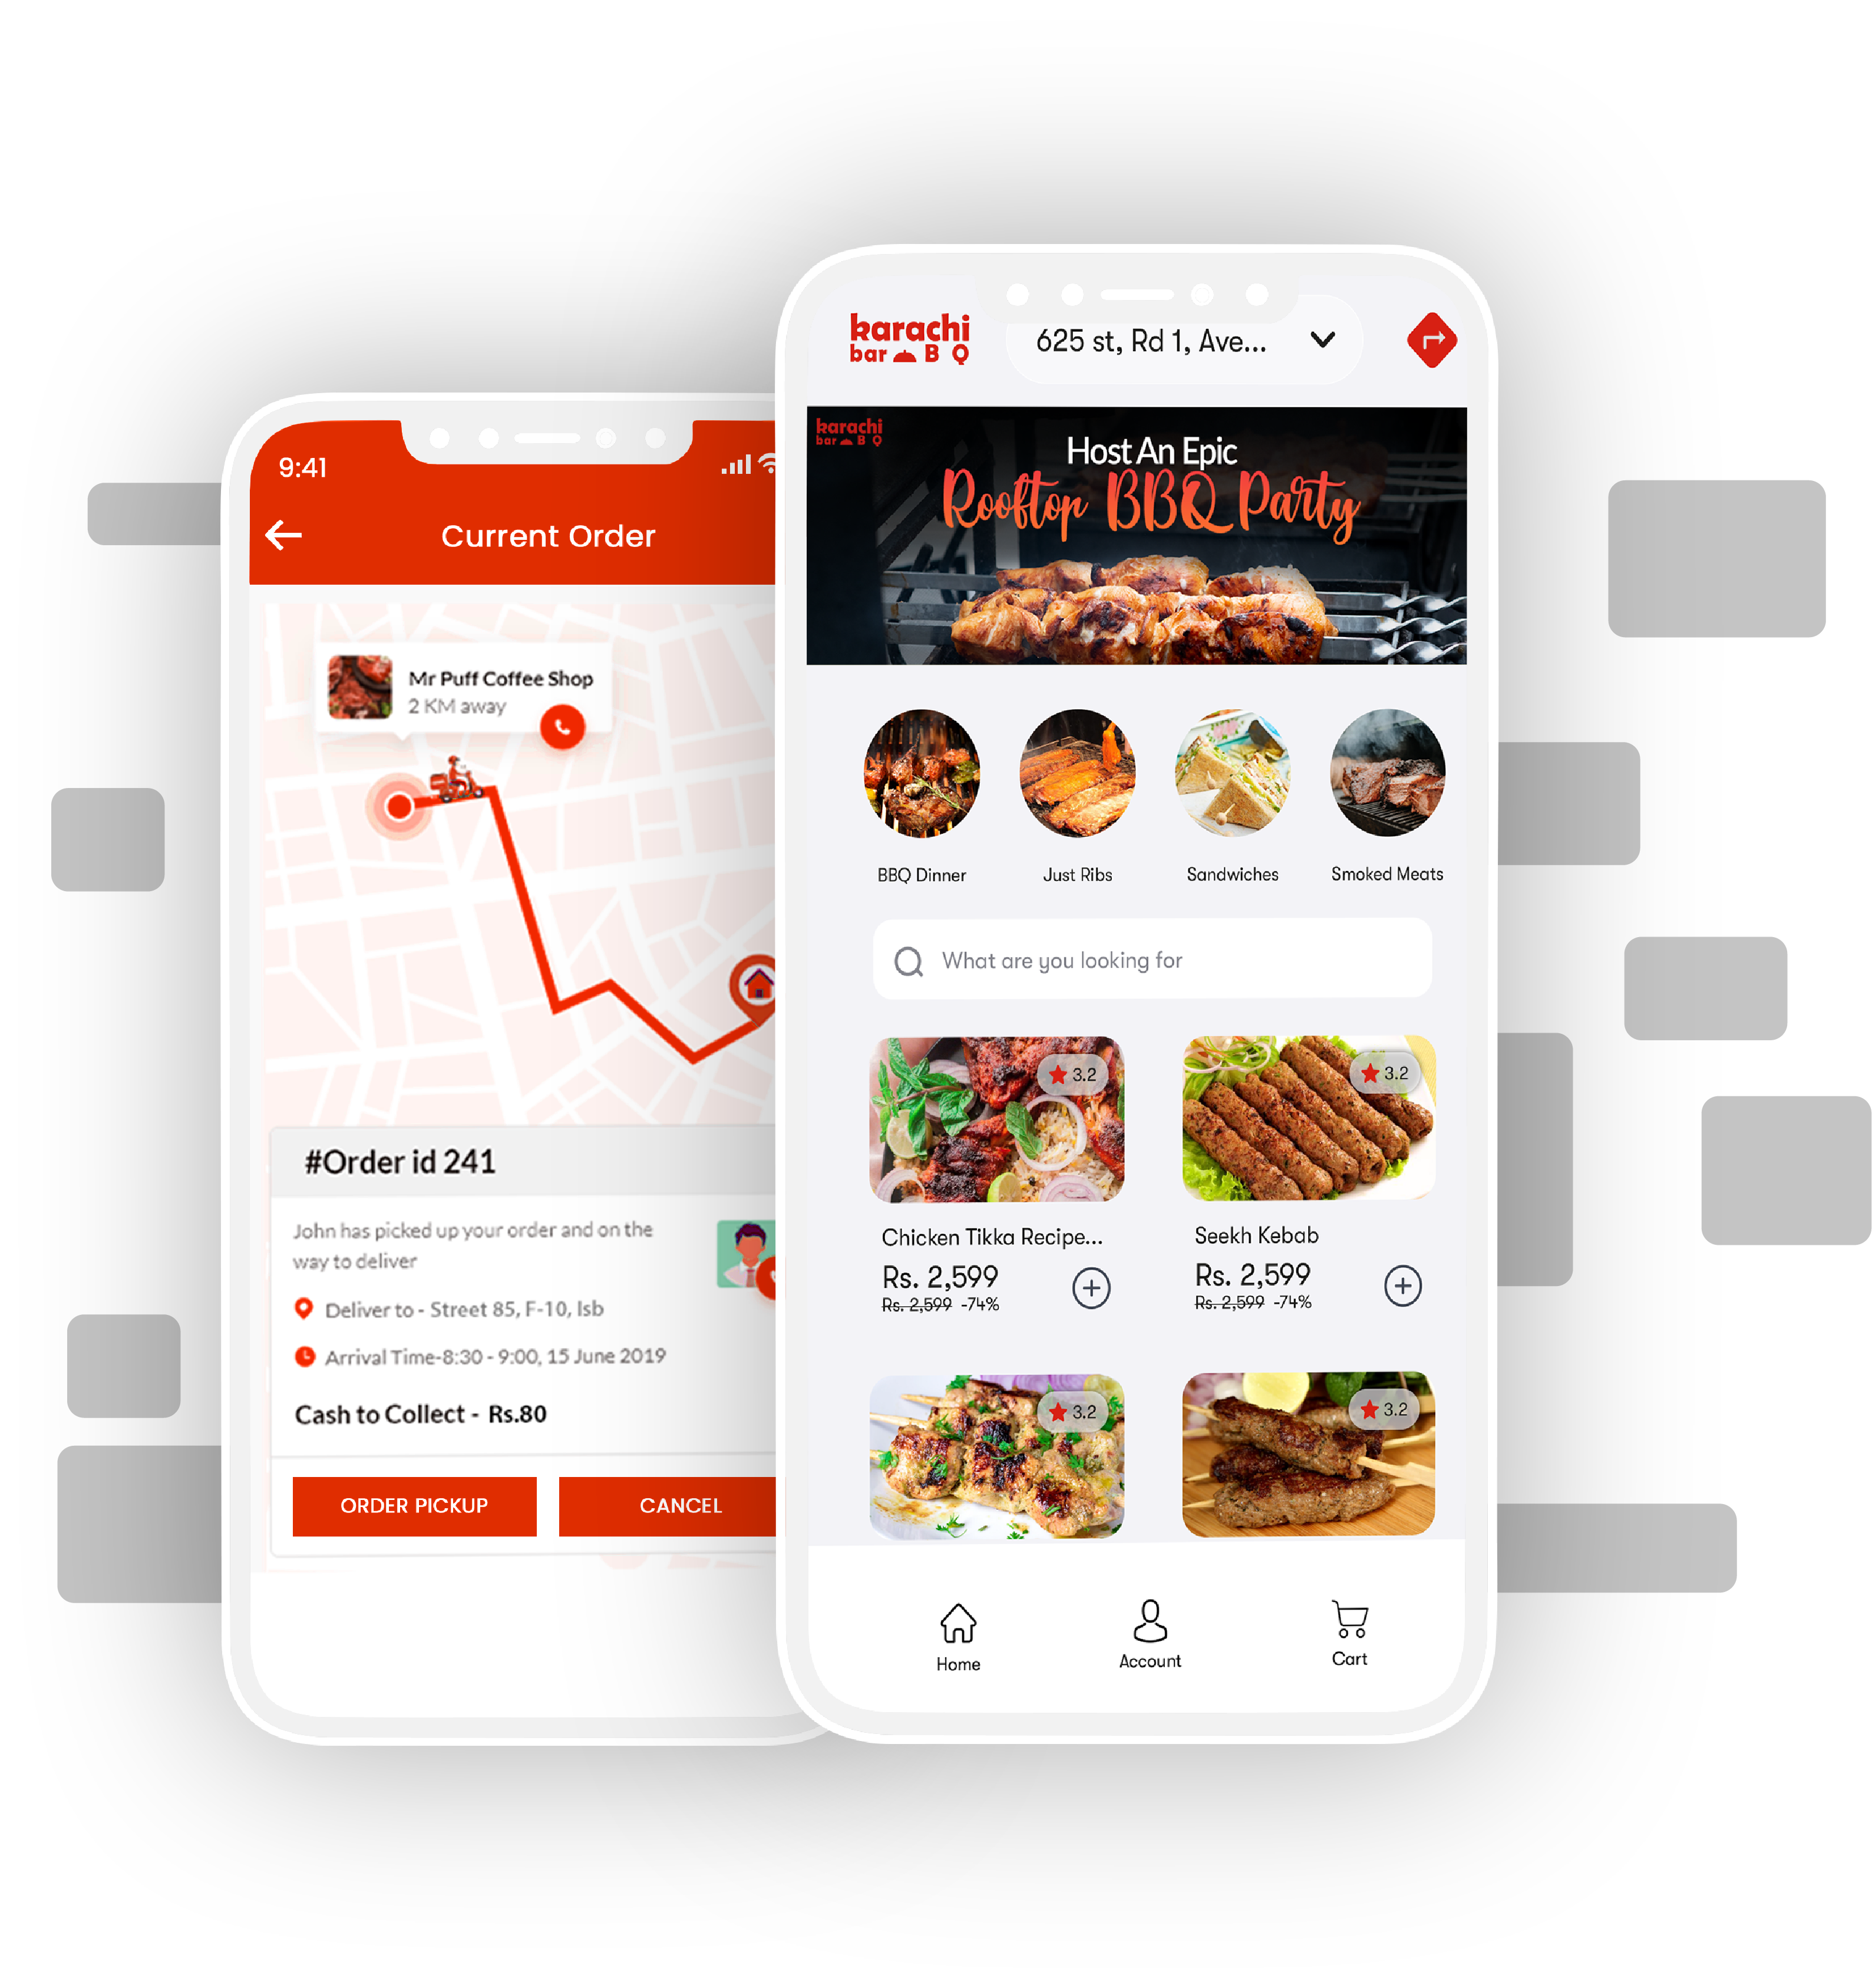 9:41
Current Order
Mr Puff Coffee Shop
2 KM away
#Order id 241
John has picked up your order and on the
way to deliver
Deliver to - Street 85, F-10, Isb
Arrival Time-8:30 - 9:00, 15 June 2019
Cash to Collect - Rs.80
ORDER PICKUP
CANCEL
karachi
bar B Q
625 st, Rd 1, Ave...
karachi
bar B Q
Host An Epic
Rooftop BBQ Party
BBQ Dinner
Just Ribs
Sandwiches
Smoked Meats
What are you looking for
3.2
3.2
Chicken Tikka Recipe...
Seekh Kebab
Rs. 2,599
Rs. 2,599
Rs. 2,599 -74%
Rs. 2,599 -74%
3.2
3.2
Home
Account
Cart